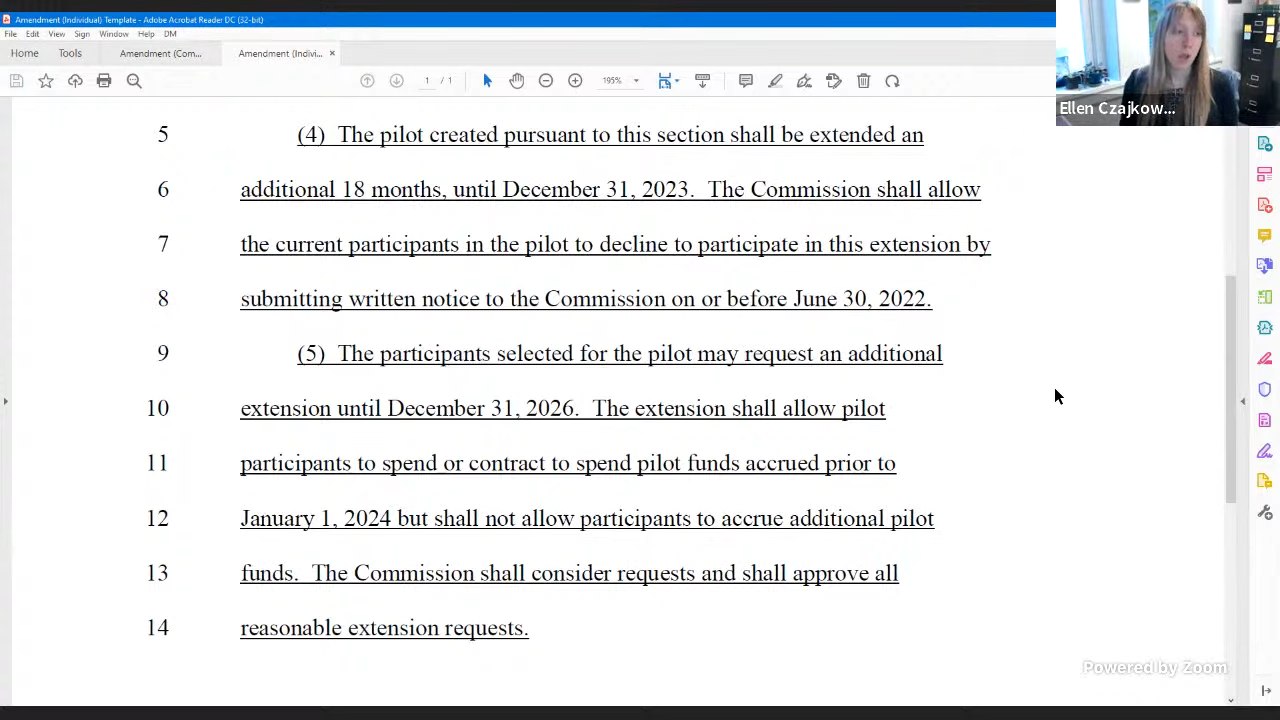 Amendment (Individual) Template - Adobe Acrobat Reader DC (32-bit)
File Edit View Sign Window Help DM
Home Tools Amendment (Com... Amendment (Indivi... ×
1 / 1 195%
Ellen Czajkow...
5 (4) The pilot created pursuant to this section shall be extended an
6 additional 18 months, until December 31, 2023. The Commission shall allow
7 the current participants in the pilot to decline to participate in this extension by
8 submitting written notice to the Commission on or before June 30, 2022.
9 (5) The participants selected for the pilot may request an additional
10 extension until December 31, 2026. The extension shall allow pilot
11 participants to spend or contract to spend pilot funds accrued prior to
12 January 1, 2024 but shall not allow participants to accrue additional pilot
13 funds. The Commission shall consider requests and shall approve all
14 reasonable extension requests.
Powered by Zoom